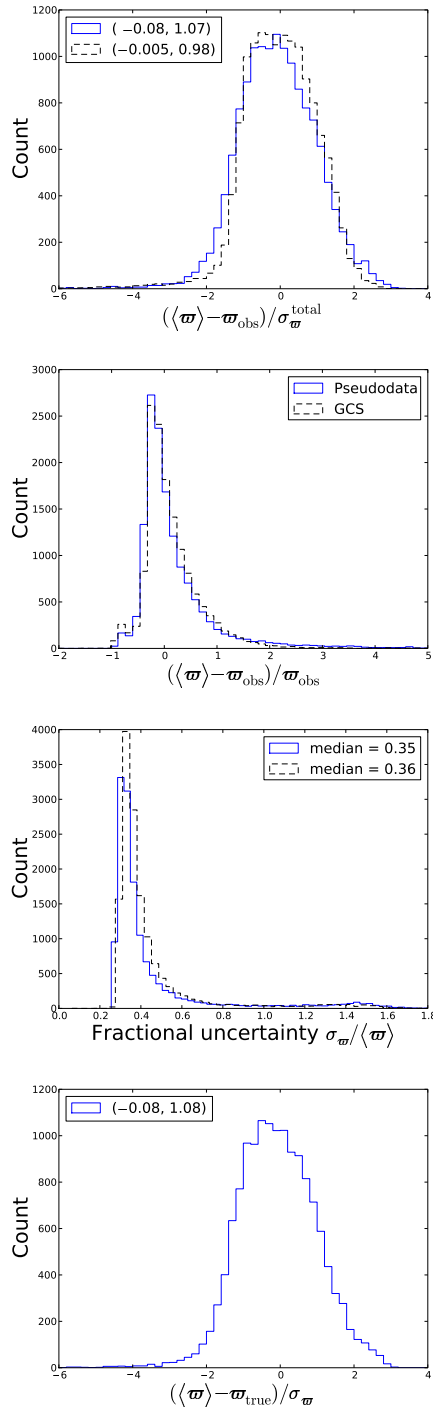 1200
1000
800
600
400
200
0
Count
( −0.08, 1.07)
(−0.005, 0.98)
−6 −4 −2 0 2 4
(⟨ϖ⟩−ϖobs)/σϖ^total
3000
2500
2000
1500
1000
500
0
Count
Pseudodata
GCS
−2 −1 0 1 2 3 4 5
(⟨ϖ⟩−ϖobs)/ϖobs
4000
3500
3000
2500
2000
1500
1000
500
0
Count
median = 0.35
median = 0.36
0.0 0.2 0.4 0.6 0.8 1.0 1.2 1.4 1.6 1.8
Fractional uncertainty σϖ/⟨ϖ⟩
1200
1000
800
600
400
200
0
Count
(−0.08, 1.08)
−6 −4 −2 0 2 4
(⟨ϖ⟩−ϖtrue)/σϖ